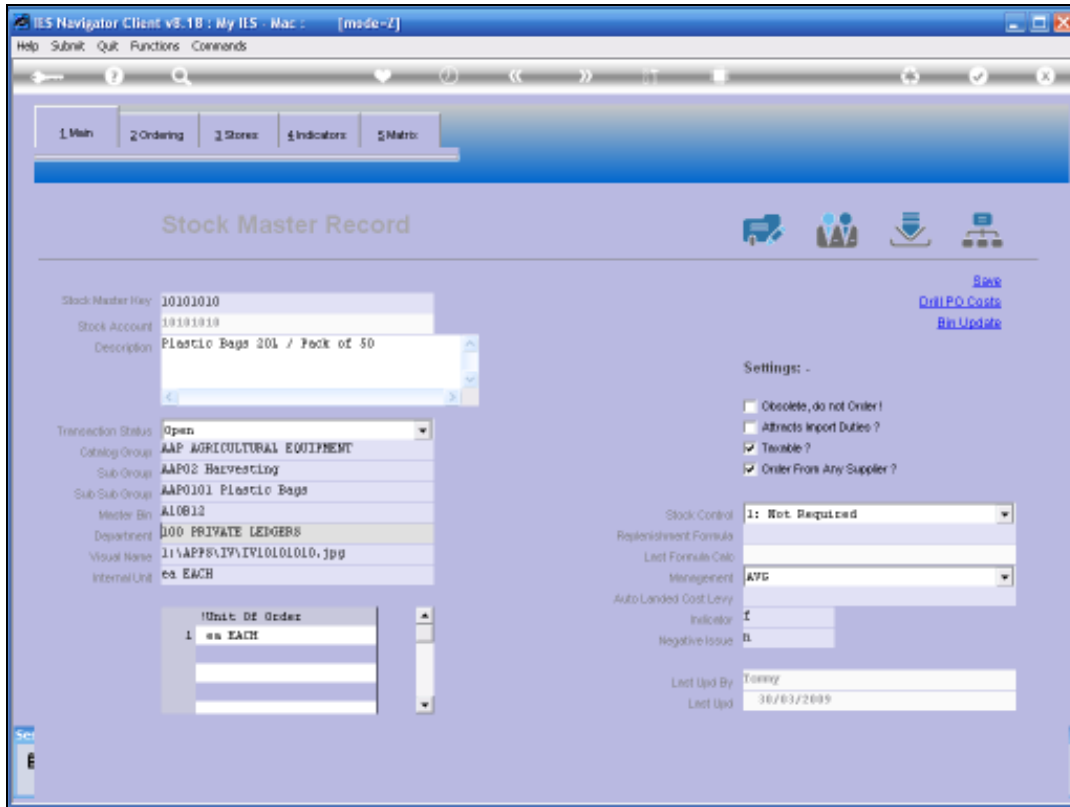 IES Navigator Client v8.1B : My IES - Mac : [mode=Z]
Help Submit Quit Functions Commands
1 Main 2 Ordering 3 Stores 4 Indicators 5 Matrix
Stock Master Record
Save
Drill PO Costs
Bin Update
Stock Master Key 10101010
Stock Account 10101010
Description Plastic Bags 20L / Pack of 50
Settings: -
Obsolete, do not Order !
Attracts Import Duties ?
Taxable ?
Order From Any Supplier ?
Transaction Status Open
Catalog Group AAP AGRICULTURAL EQUIPMENT
Sub Group AAP02 Harvesting
Sub Sub Group AAP0101 Plastic Bags
Master Bin A10B12
Department 100 PRIVATE LEDGERS
Visual Name 1:\APPS\IV\IV10101010.jpg
Internal Unit ea EACH
Stock Control 1: Not Required
Replenishment Formula
Last Formula Calc
Management AVG
Auto Landed Cost Levy
Indicator f
Negative Issue n
!Unit Of Order
1 ea EACH
Last Upd By Tommy
Last Upd 30/03/2009